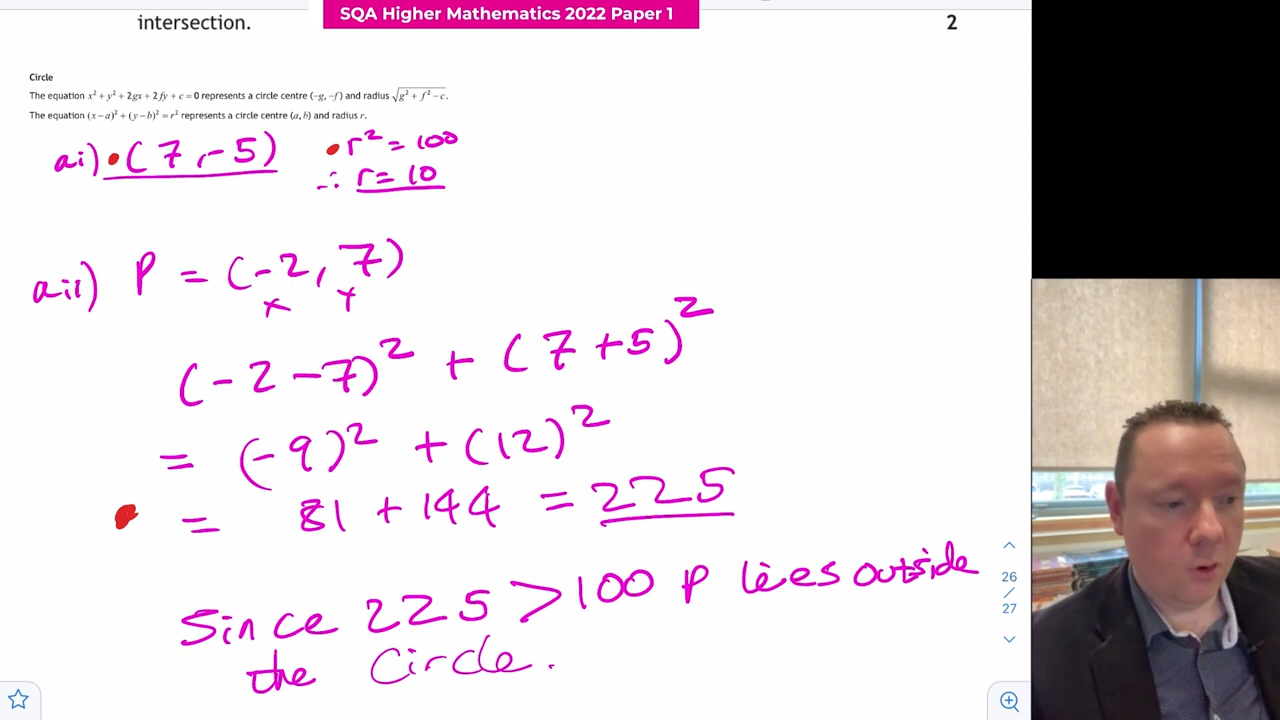 SQA Higher Mathematics 2022 Paper 1
intersection. 2
Circle
The equation x² + y² + 2gx + 2fy + c = 0 represents a circle centre (−g, −f) and radius √(g² + f² − c).
The equation (x − a)² + (y − b)² = r² represents a circle centre (a, b) and radius r.
ai) (7, -5) r² = 100
∴ r = 10
aii) P = (-2, 7)
x y
(-2 - 7)² + (7 + 5)²
= (-9)² + (12)²
= 81 + 144 = 225
Since 225 > 100 P lies outside
the Circle.
26
/
27